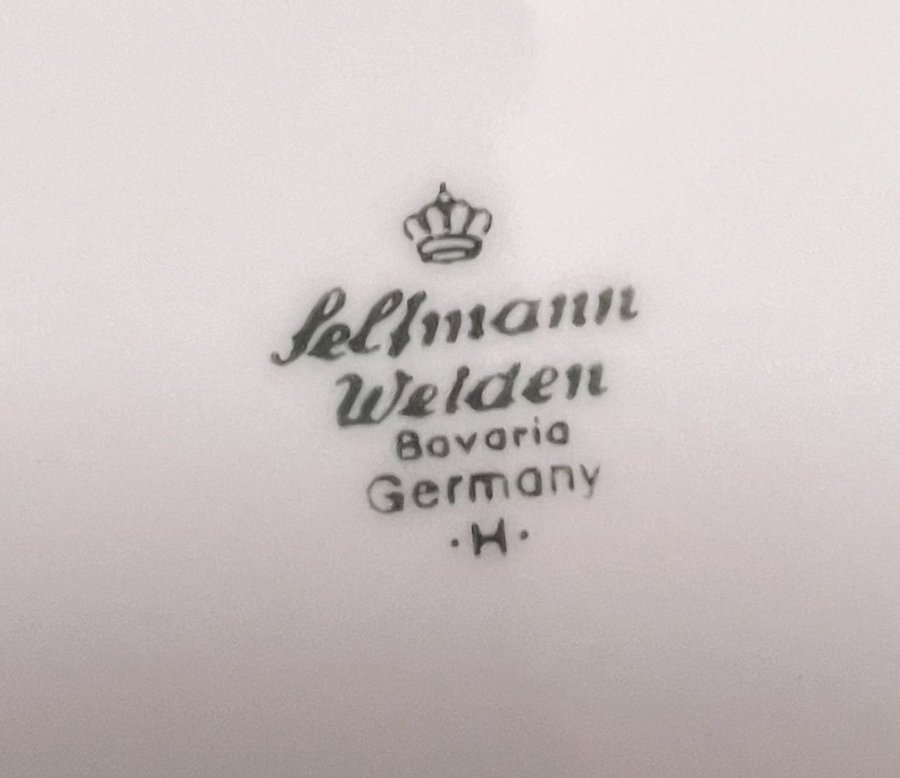 Seltmann
Weiden
Bavaria
Germany
·H·